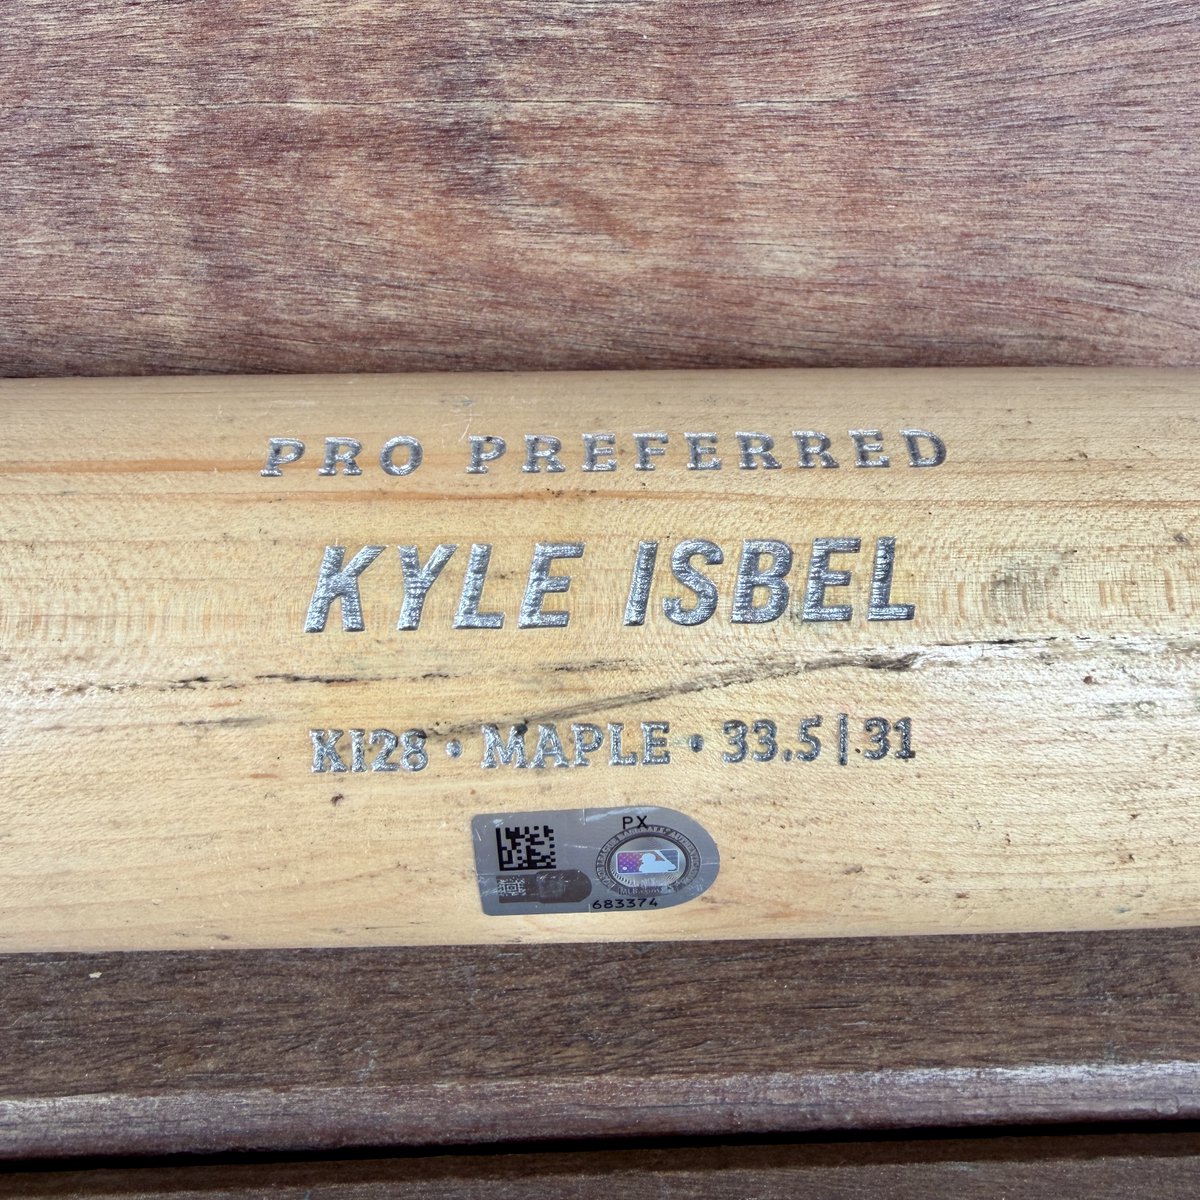 PRO PREFERRED
KYLE ISBEL
KI28 • MAPLE • 33.5 | 31
PX
683374